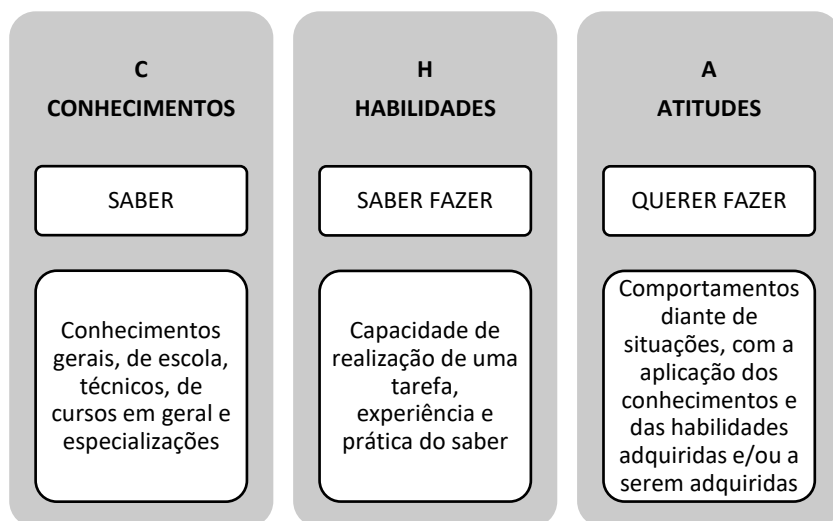 C
CONHECIMENTOS
SABER
Conhecimentos
gerais, de escola,
técnicos, de
cursos em geral e
especializações
H
HABILIDADES
SABER FAZER
Capacidade de
realização de uma
tarefa,
experiência e
prática do saber
A
ATITUDES
QUERER FAZER
Comportamentos
diante de
situações, com a
aplicação dos
conhecimentos e
das habilidades
adquiridas e/ou a
serem adquiridas